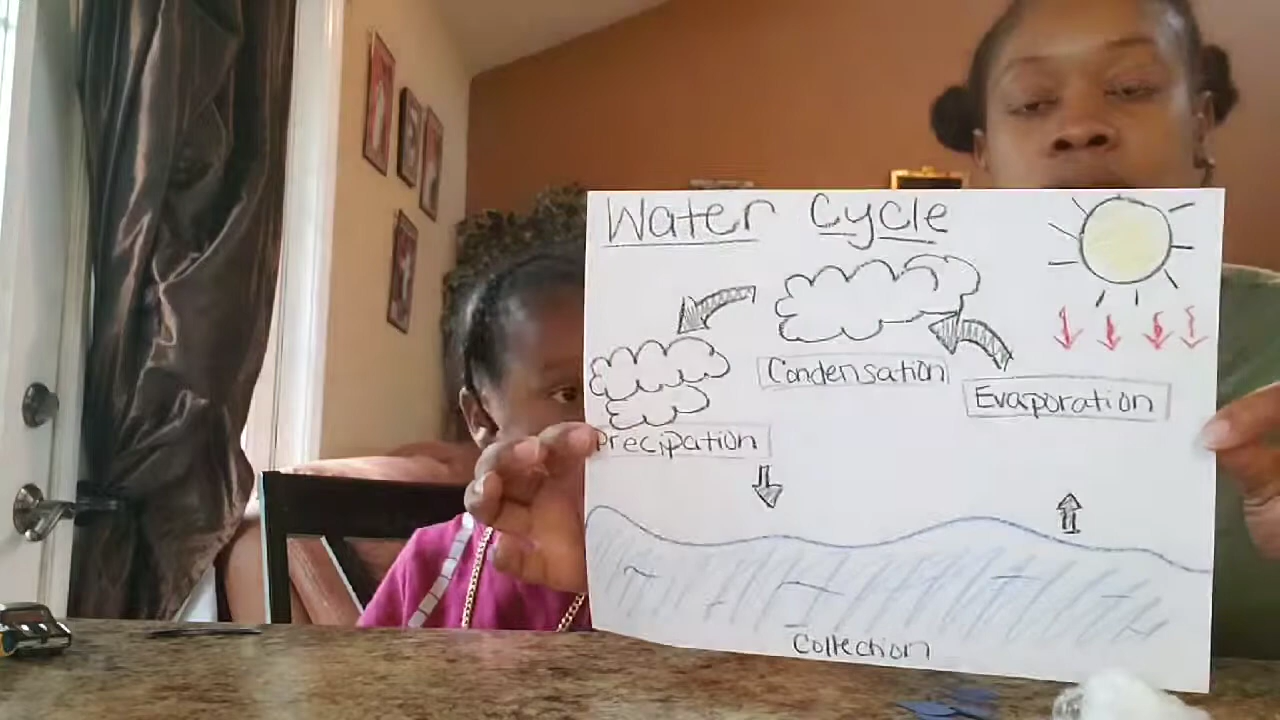 Water Cycle
Condensation
Evaporation
Precipation
Collection